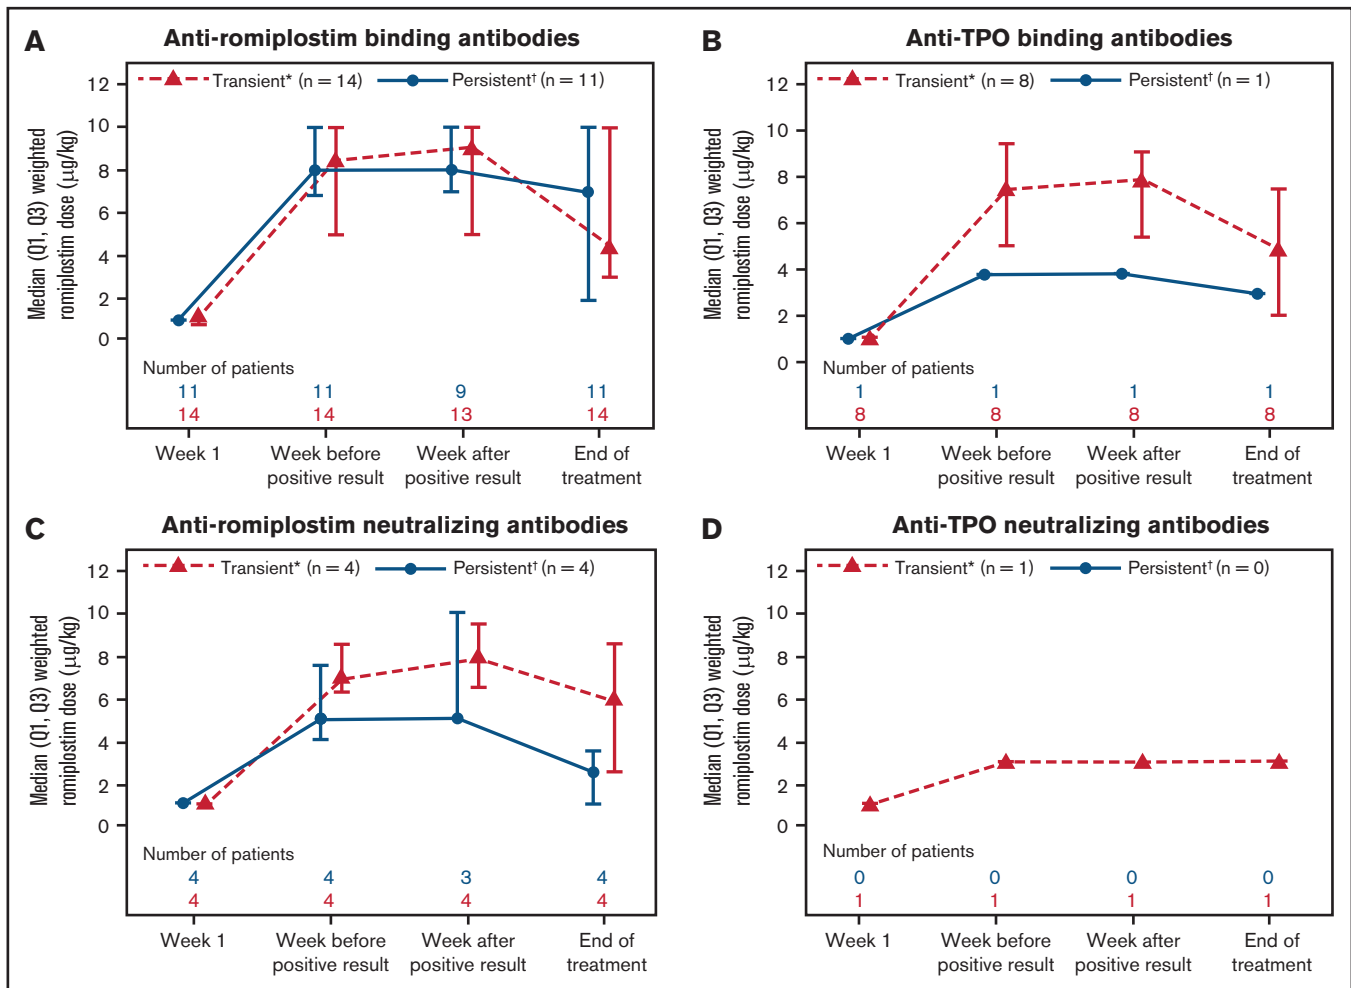 A Anti-romiplostim binding antibodies
Transient* (n = 14) Persistent† (n = 11)
Median (Q1, Q3) weighted
romiplostim dose (µg/kg)
12
10
8
6
4
2
0
Number of patients
11 11 9 11
14 14 13 14
Week 1 Week before Week after End of
positive result positive result treatment
B Anti-TPO binding antibodies
Transient* (n = 8) Persistent† (n = 1)
Median (Q1, Q3) weighted
romiplostim dose (µg/kg)
12
10
8
6
4
2
0
Number of patients
1 1 1 1
8 8 8 8
Week 1 Week before Week after End of
positive result positive result treatment
C Anti-romiplostim neutralizing antibodies
Transient* (n = 4) Persistent† (n = 4)
Median (Q1, Q3) weighted
romiplostim dose (µg/kg)
12
10
8
6
4
2
0
Number of patients
4 4 3 4
4 4 4 4
Week 1 Week before Week after End of
positive result positive result treatment
D Anti-TPO neutralizing antibodies
Transient* (n = 1) Persistent† (n = 0)
Median (Q1, Q3) weighted
romiplostim dose (µg/kg)
12
10
8
6
4
2
0
Number of patients
0 0 0 0
1 1 1 1
Week 1 Week before Week after End of
positive result positive result treatment